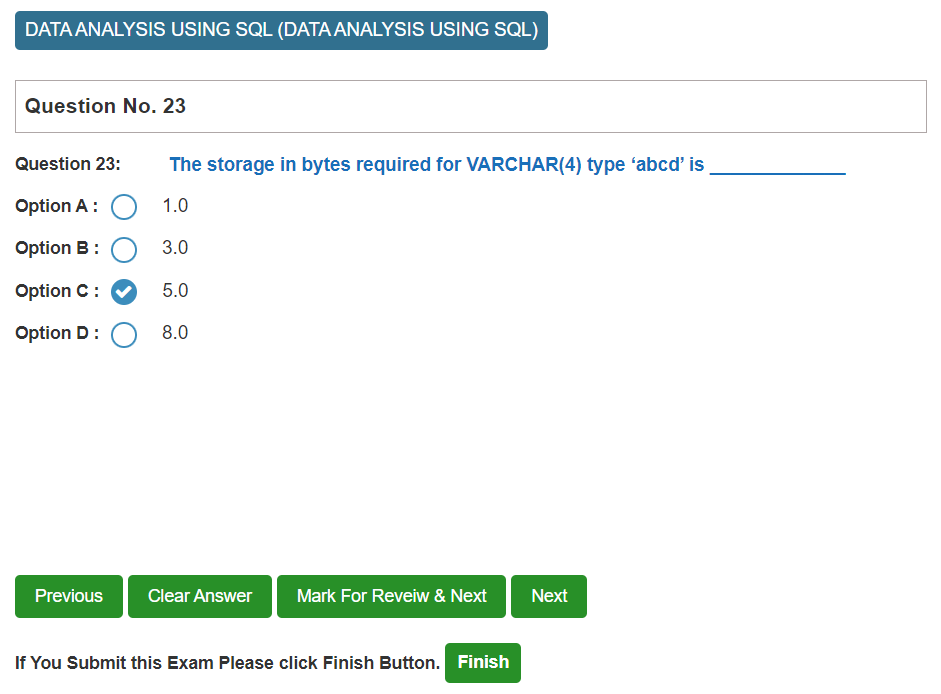 DATA ANALYSIS USING SQL (DATA ANALYSIS USING SQL)
Question No. 23
Question 23: The storage in bytes required for VARCHAR(4) type ‘abcd’ is _____________
Option A : 1.0
Option B : 3.0
Option C : 5.0
Option D : 8.0
Previous Clear Answer Mark For Reveiw & Next Next
If You Submit this Exam Please click Finish Button. Finish